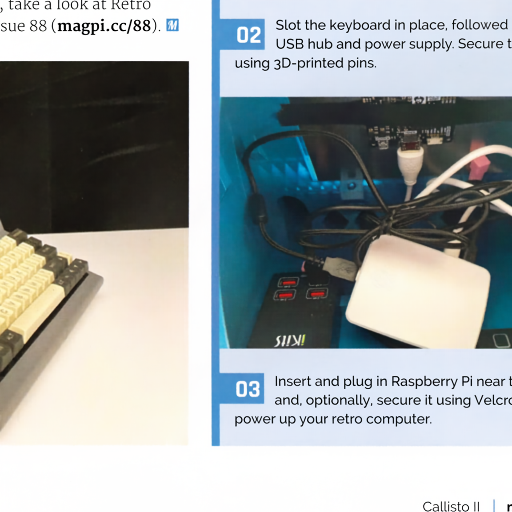 , take a look at Retro
sue 88 (magpi.cc/88).
02 Slot the keyboard in place, followed
USB hub and power supply. Secure t
using 3D-printed pins.
iKits
03 Insert and plug in Raspberry Pi near t
and, optionally, secure it using Velcro
power up your retro computer.
Callisto II